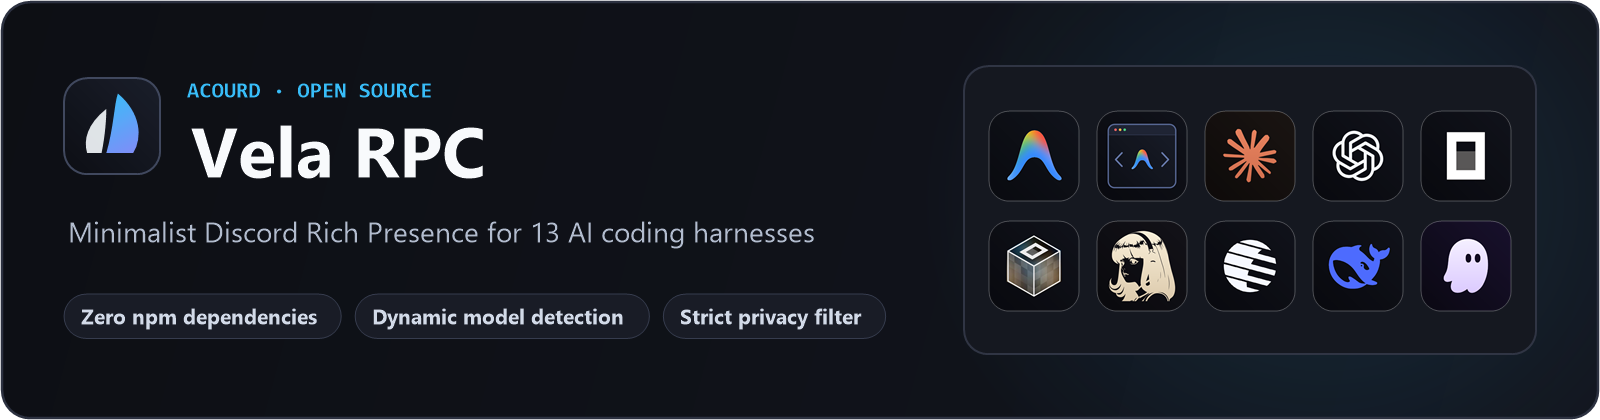 ACOURD · OPEN SOURCE
Vela RPC
Minimalist Discord Rich Presence for 13 AI coding harnesses
Zero npm dependencies
Dynamic model detection
Strict privacy filter